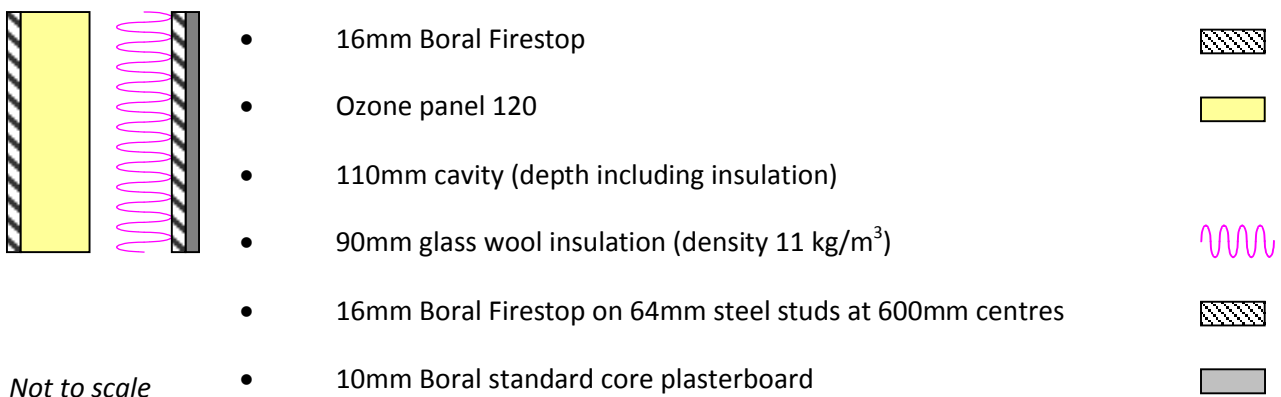 • 16mm Boral Firestop
• Ozone panel 120
• 110mm cavity (depth including insulation)
• 90mm glass wool insulation (density 11 kg/m³)
• 16mm Boral Firestop on 64mm steel studs at 600mm centres
Not to scale
• 10mm Boral standard core plasterboard